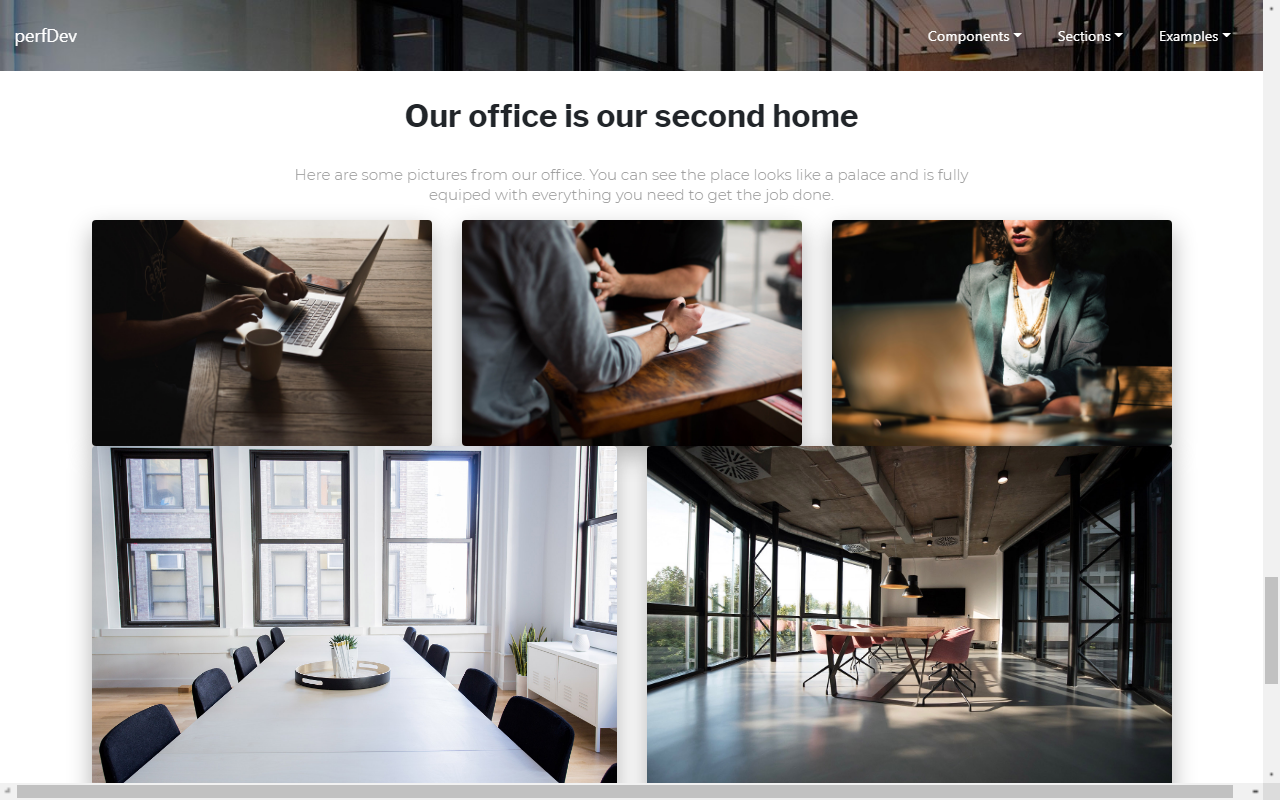 perfDev
Components
Sections
Examples
Our office is our second home
Here are some pictures from our office. You can see the place looks like a palace and is fully
equiped with everything you need to get the job done.